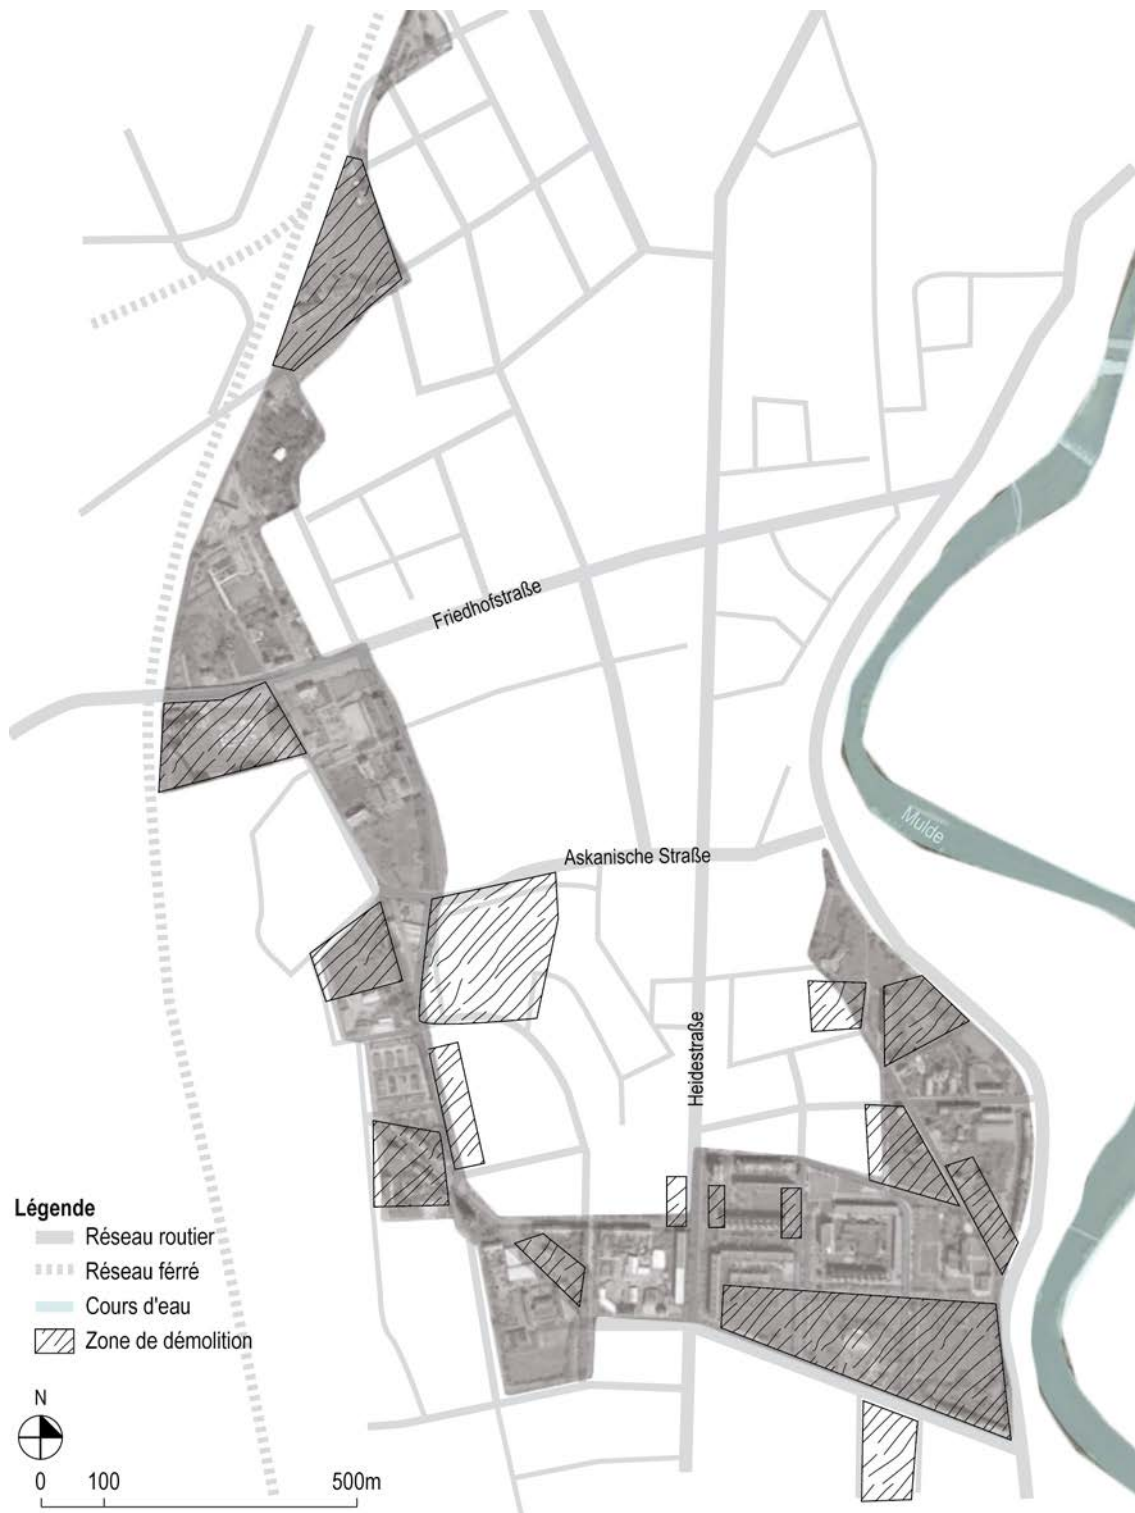 Friedhofstraße
Mulde
Askanische Straße
Heidestraße
Légende
Réseau routier
Réseau férré
Cours d'eau
Zone de démolition
N
0 100 500m